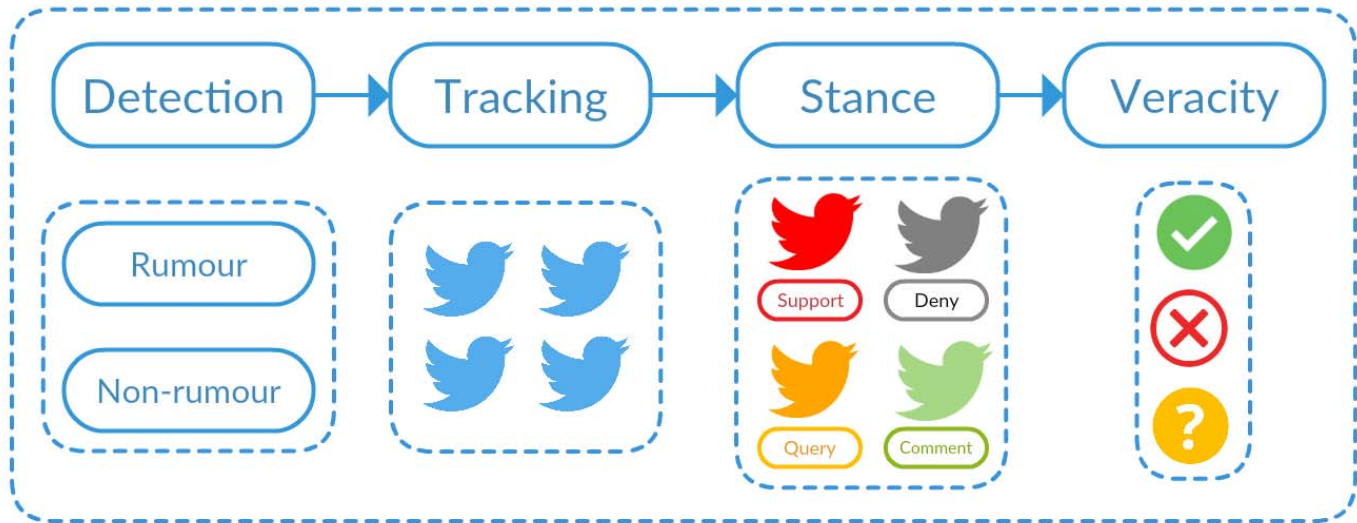 Detection
Tracking
Stance
Veracity
Rumour
Non-rumour
Support
Deny
Query
Comment
?